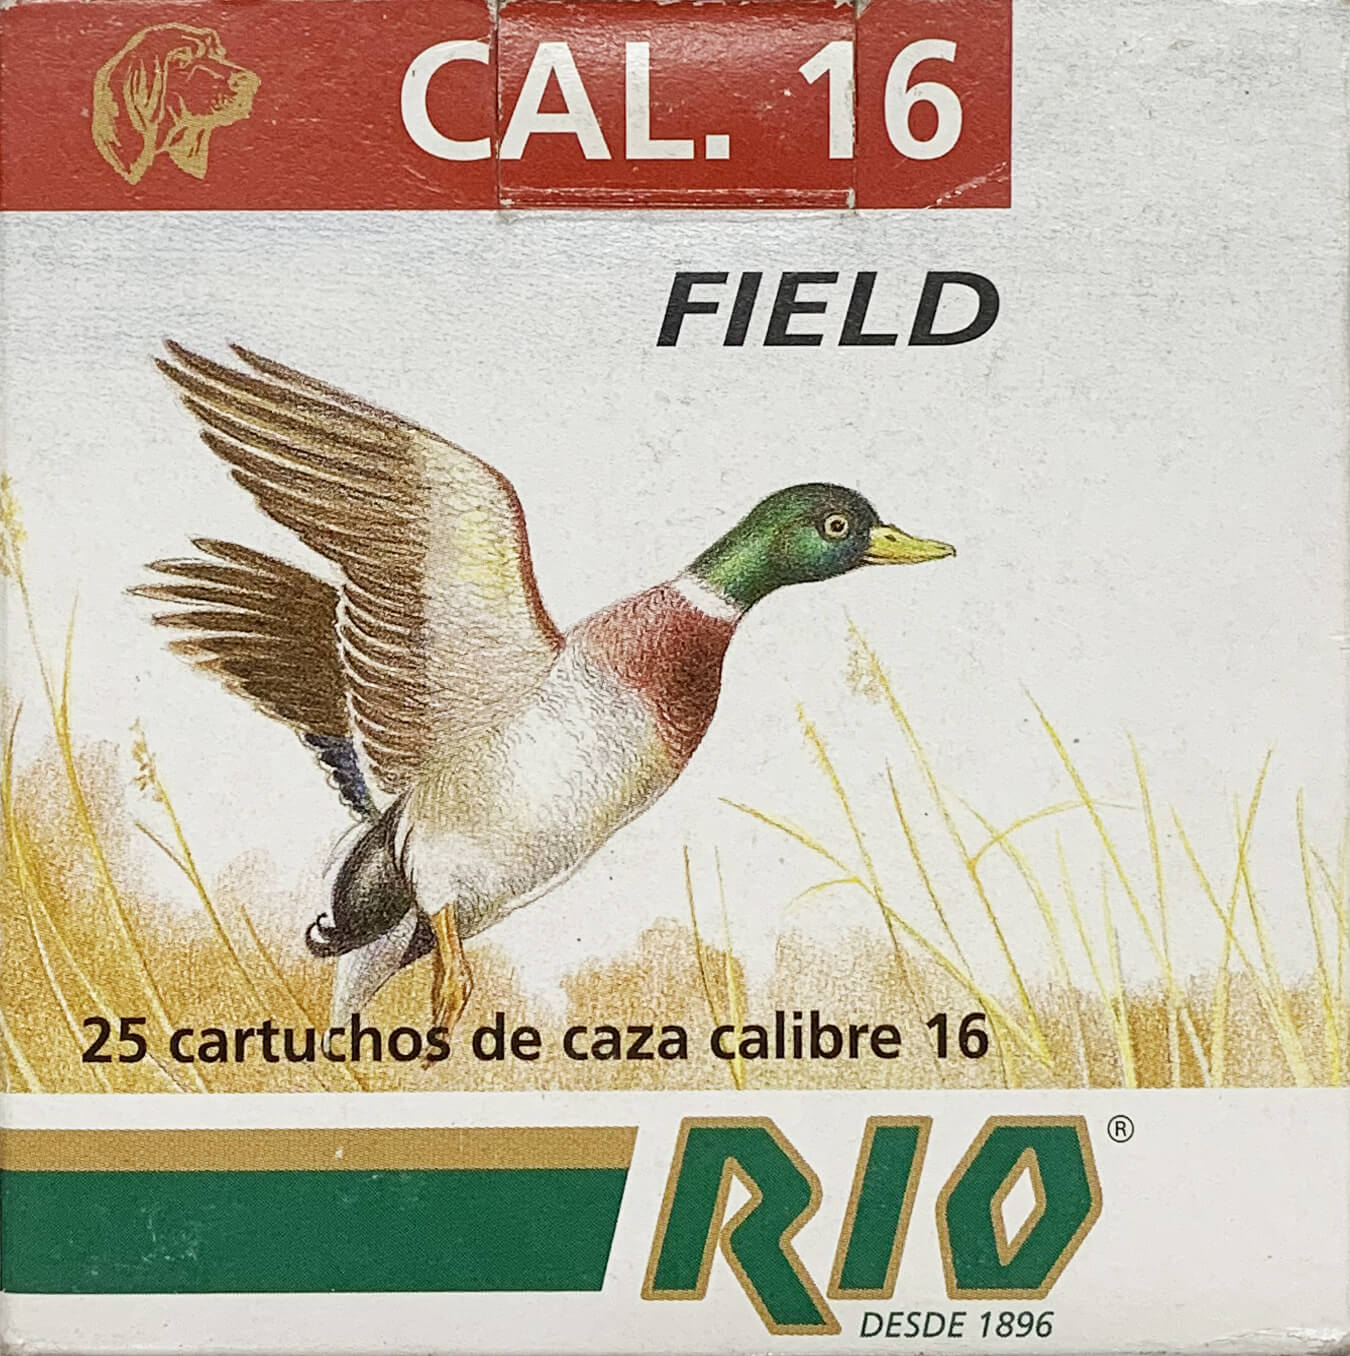 CAL. 16
FIELD
25 cartuchos de caza calibre 16
RIO®
DESDE 1896